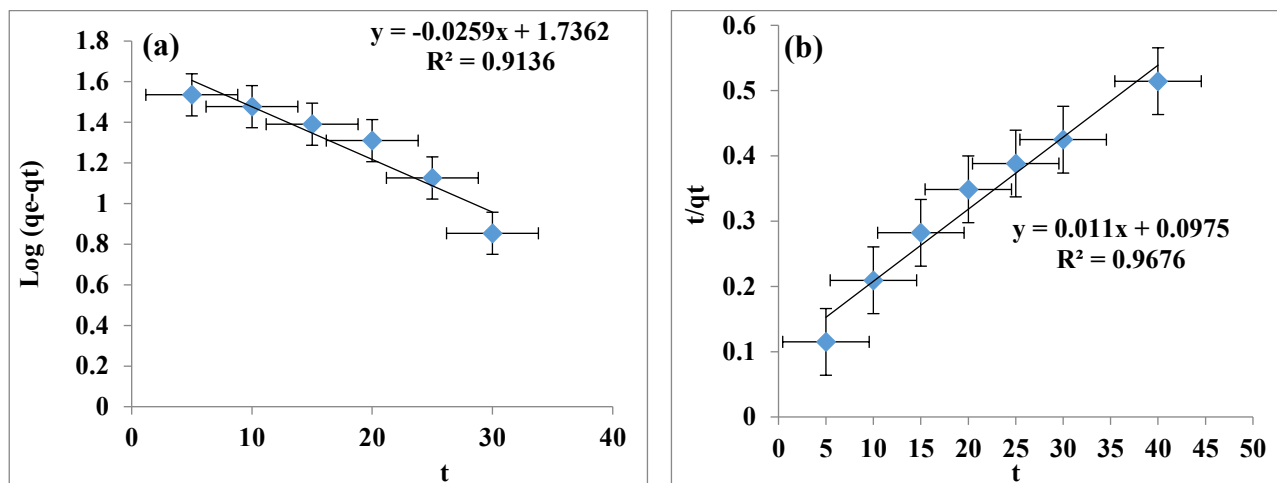 (a)
y = -0.0259x + 1.7362
R² = 0.9136
Log (qe-qt)
1.8
1.6
1.4
1.2
1
0.8
0.6
0.4
0.2
0
0 10 20 30 40
t
(b)
y = 0.011x + 0.0975
R² = 0.9676
t/qt
0.6
0.5
0.4
0.3
0.2
0.1
0
0 5 10 15 20 25 30 35 40 45 50
t